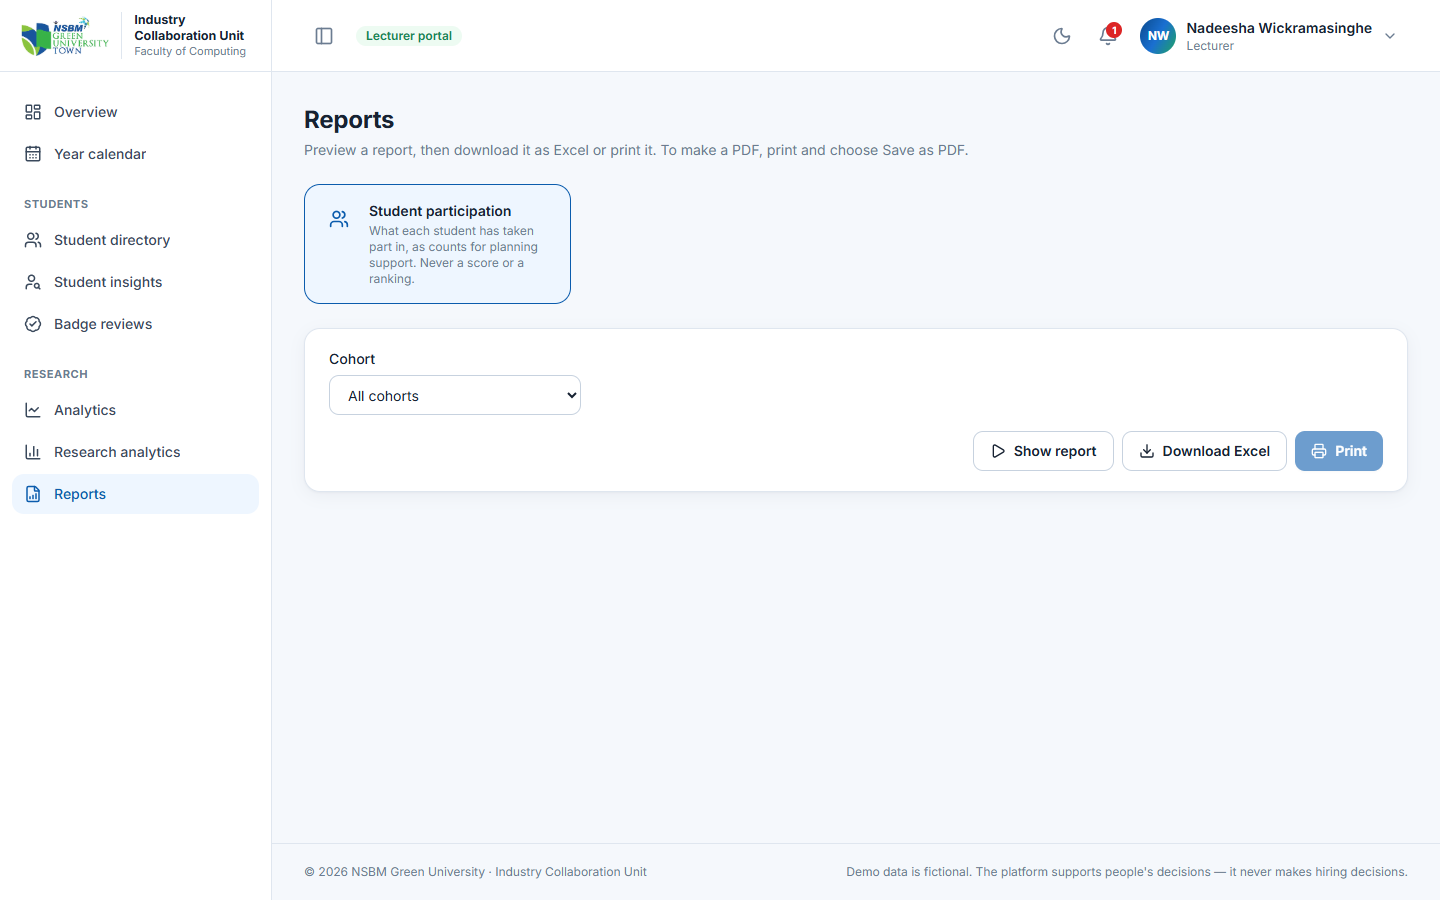 NSBM
GREEN
UNIVERSITY
TOWN
Industry
Collaboration Unit
Faculty of Computing
Lecturer portal
1
NW
Nadeesha Wickramasinghe
Lecturer
Overview
Year calendar
STUDENTS
Student directory
Student insights
Badge reviews
RESEARCH
Analytics
Research analytics
Reports
Reports
Preview a report, then download it as Excel or print it. To make a PDF, print and choose Save as PDF.
Student participation
What each student has taken
part in, as counts for planning
support. Never a score or a
ranking.
Cohort
All cohorts
Show report
Download Excel
Print
© 2026 NSBM Green University · Industry Collaboration Unit
Demo data is fictional. The platform supports people's decisions — it never makes hiring decisions.